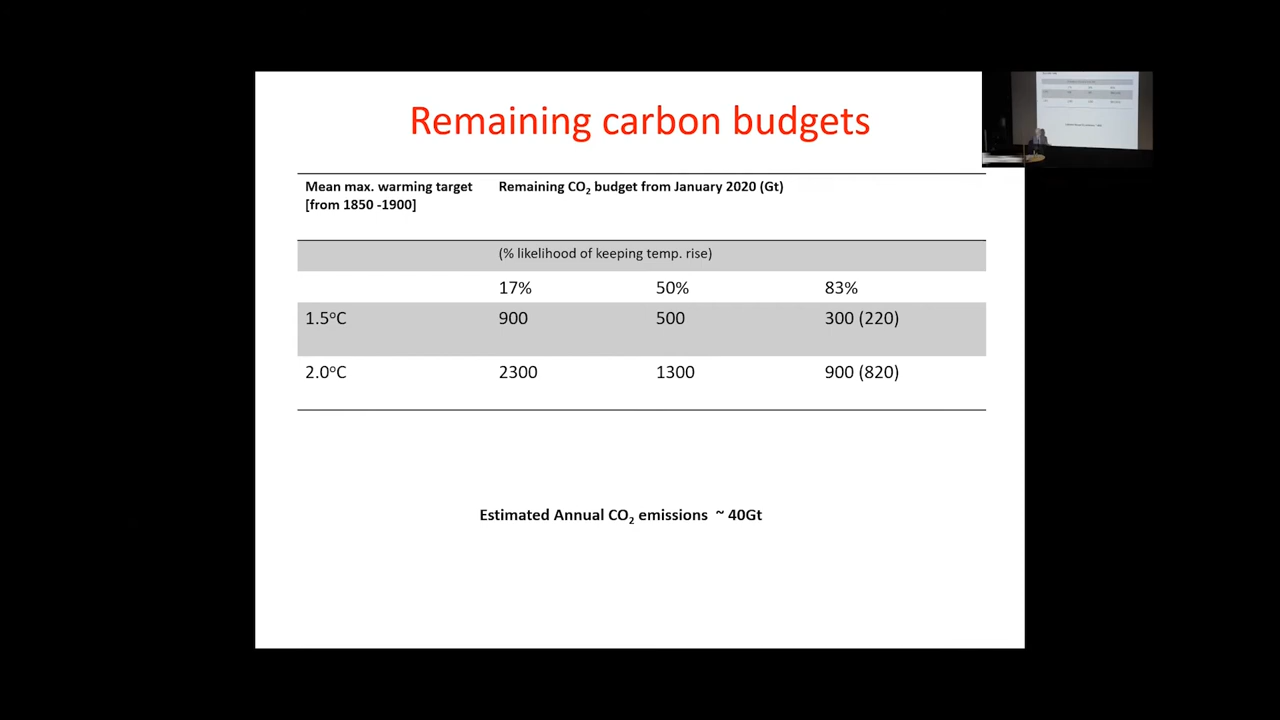 Remaining carbon budgets
Mean max. warming target Remaining CO₂ budget from January 2020 (Gt)
[from 1850 -1900]
(% likelihood of keeping temp. rise)
17% 50% 83%
1.5ᵒC 900 500 300 (220)
2.0ᵒC 2300 1300 900 (820)
Estimated Annual CO₂ emissions ~ 40Gt